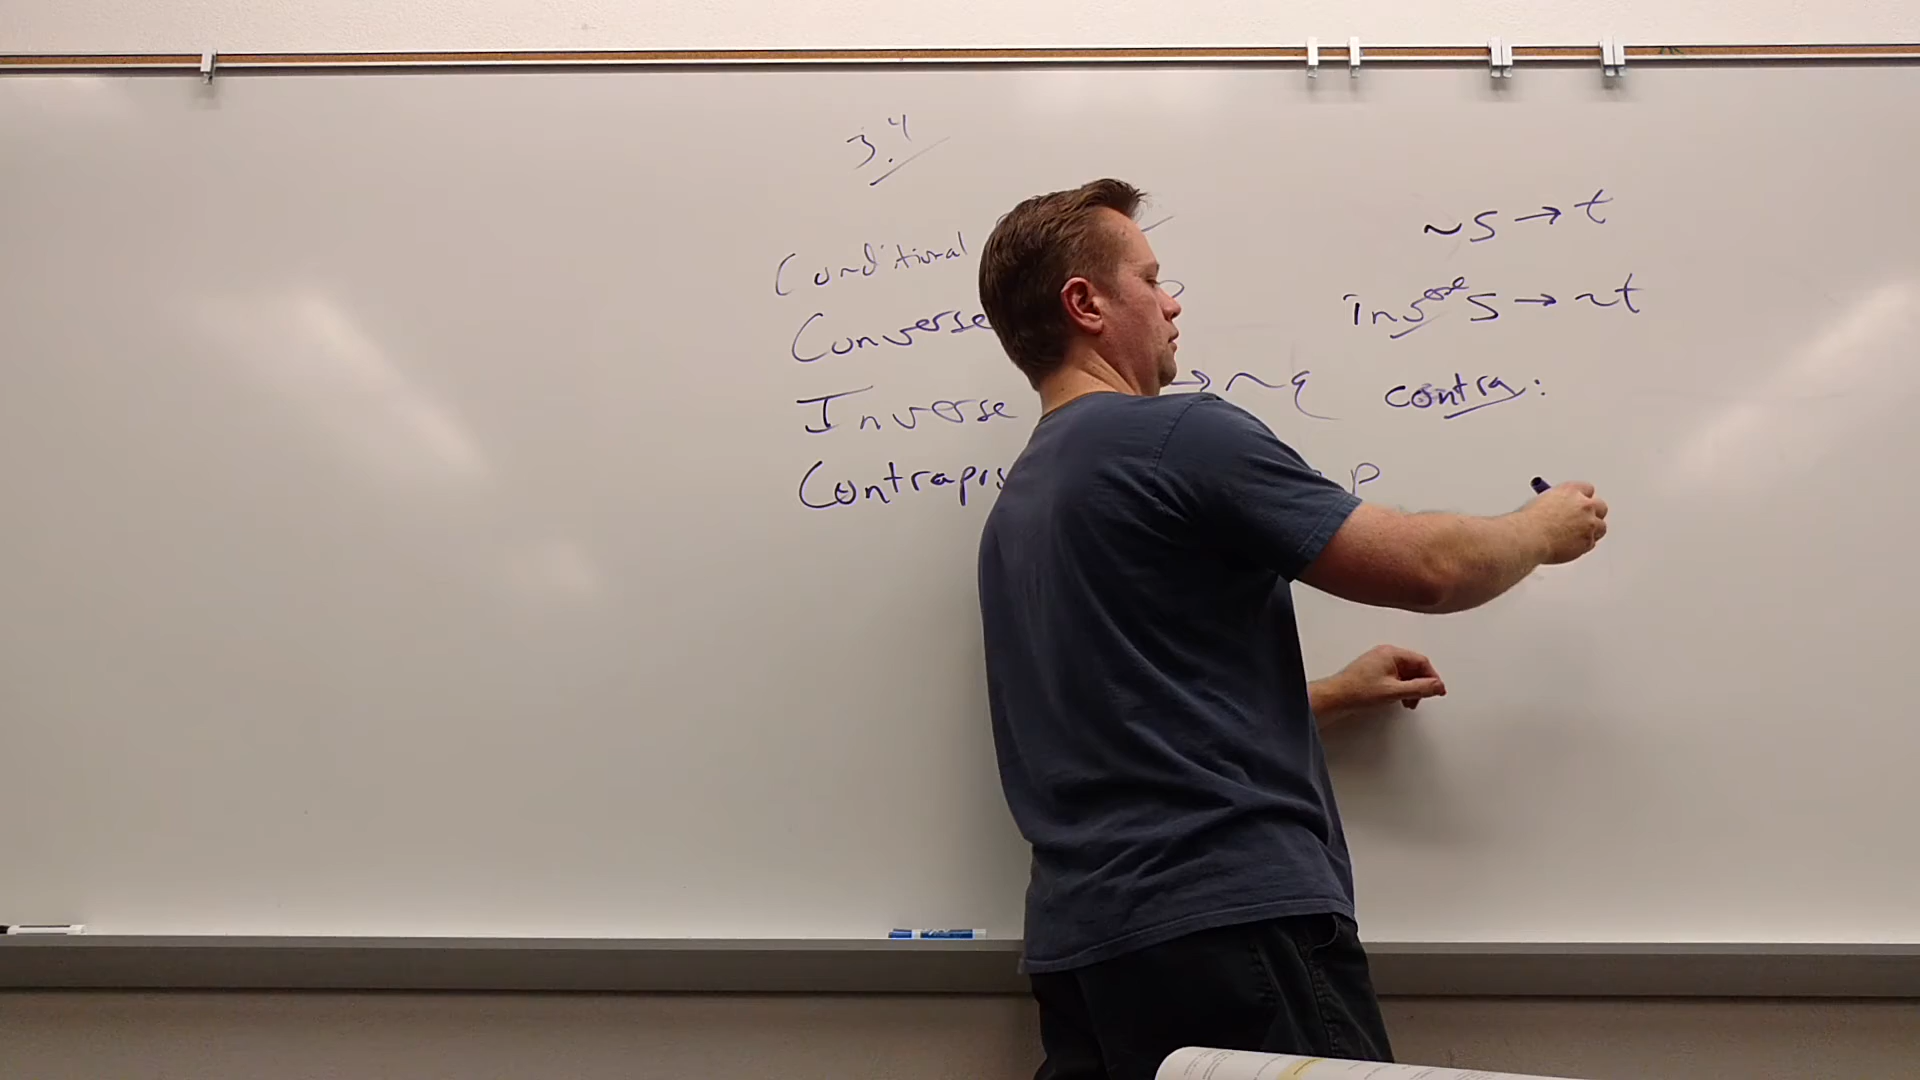 3.4
Conditional
Converse
Inverse → ~q
Contrapos p
~S → t
inverse S → ~t
contra: